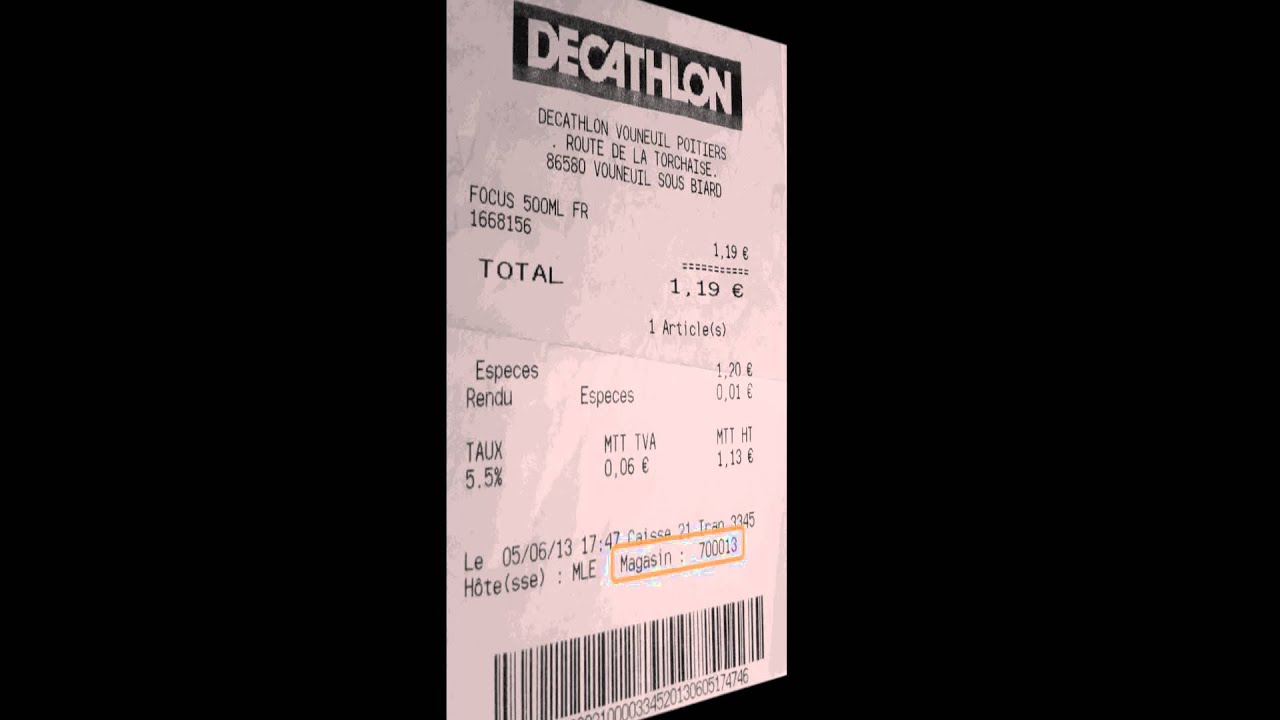 DECATHLON
DECATHLON VOUNEUIL POITIERS
. ROUTE DE LA TORCHAISE.
86580 VOUNEUIL SOUS BIARD
FOCUS 500ML FR
1668156
1,19 €
===========
TOTAL 1,19 €
1 Article(s)
Especes 1,20 €
Rendu Especes 0,01 €
TAUX MTT TVA MTT HT
5.5% 0,06 € 1,13 €
Le 05/06/13 17:47 Caisse 21 Tran 3345
Hôte(sse) : MLE Magasin : 700013